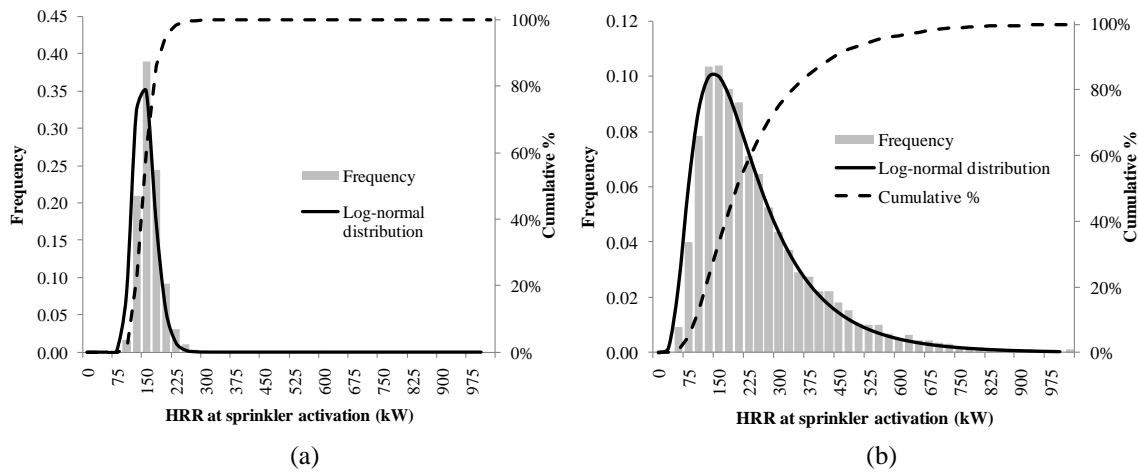 0.45
0.40
0.35
0.30
0.25
0.20
0.15
0.10
0.05
0.00
Frequency
100%
80%
60%
40%
20%
0%
Cumulative %
Frequency
Log-normal
distribution
0 75 150 225 300 375 450 525 600 675 750 825 900 975
HRR at sprinkler activation (kW)
(a)
0.12
0.10
0.08
0.06
0.04
0.02
0.00
Frequency
100%
80%
60%
40%
20%
0%
Cumulative %
Frequency
Log-normal distribution
Cumulative %
0 75 150 225 300 375 450 525 600 675 750 825 900 975
HRR at sprinkler activation (kW)
(b)